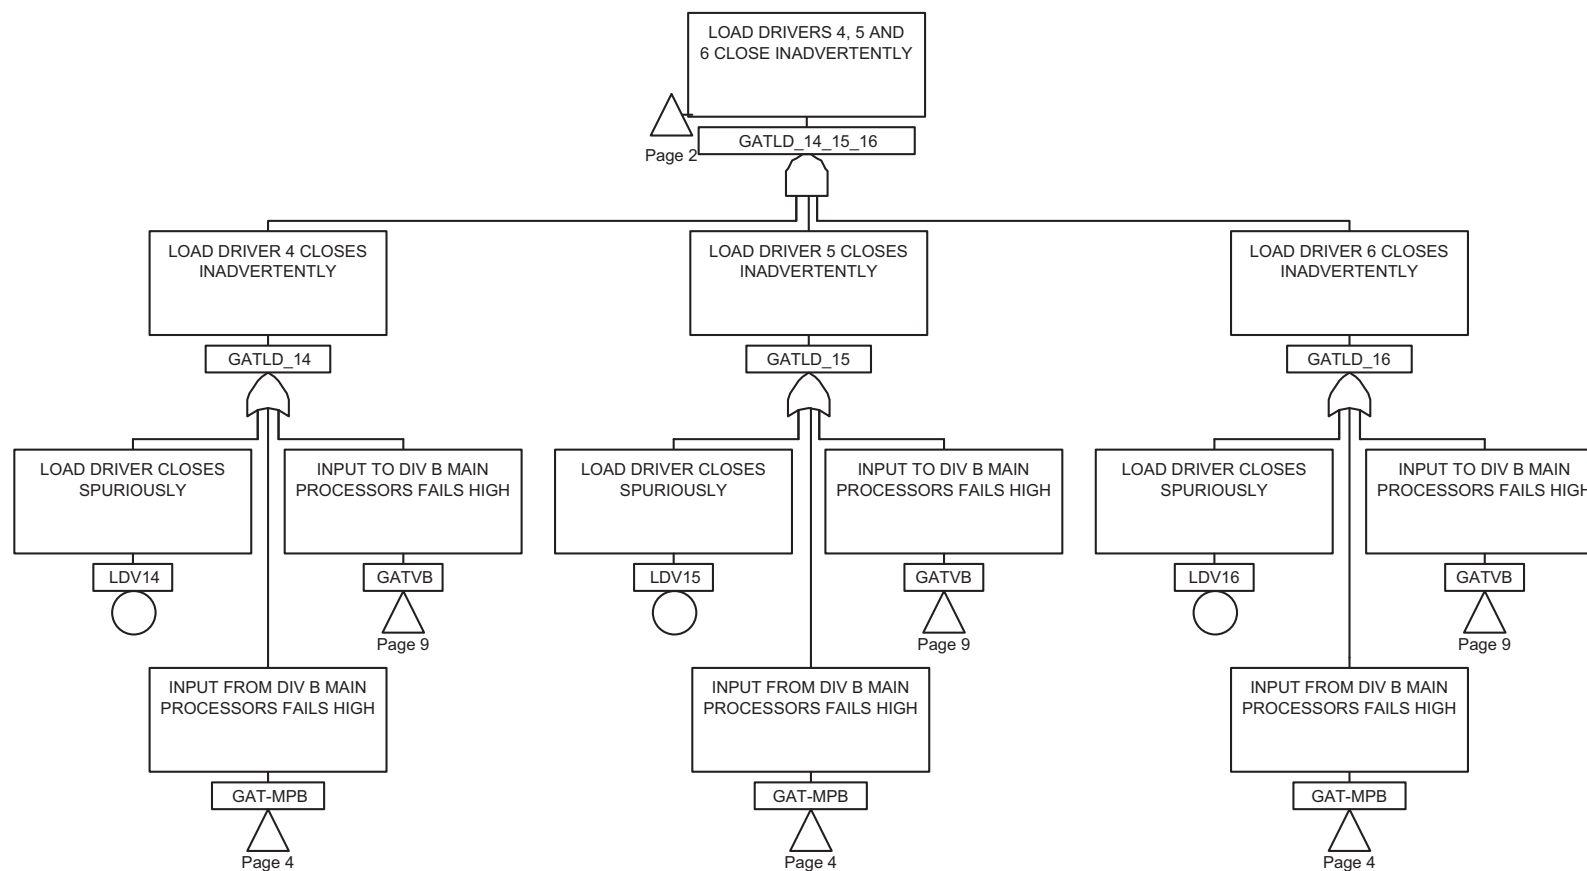 LOAD DRIVERS 4, 5 AND
6 CLOSE INADVERTENTLY
Page 2
GATLD_14_15_16
LOAD DRIVER 4 CLOSES
INADVERTENTLY
GATLD_14
LOAD DRIVER 5 CLOSES
INADVERTENTLY
GATLD_15
LOAD DRIVER 6 CLOSES
INADVERTENTLY
GATLD_16
LOAD DRIVER CLOSES
SPURIOUSLY
LDV14
INPUT TO DIV B MAIN
PROCESSORS FAILS HIGH
GATVB
Page 9
LOAD DRIVER CLOSES
SPURIOUSLY
LDV15
INPUT TO DIV B MAIN
PROCESSORS FAILS HIGH
GATVB
Page 9
LOAD DRIVER CLOSES
SPURIOUSLY
LDV16
INPUT TO DIV B MAIN
PROCESSORS FAILS HIGH
GATVB
Page 9
INPUT FROM DIV B MAIN
PROCESSORS FAILS HIGH
GAT-MPB
Page 4
INPUT FROM DIV B MAIN
PROCESSORS FAILS HIGH
GAT-MPB
Page 4
INPUT FROM DIV B MAIN
PROCESSORS FAILS HIGH
GAT-MPB
Page 4